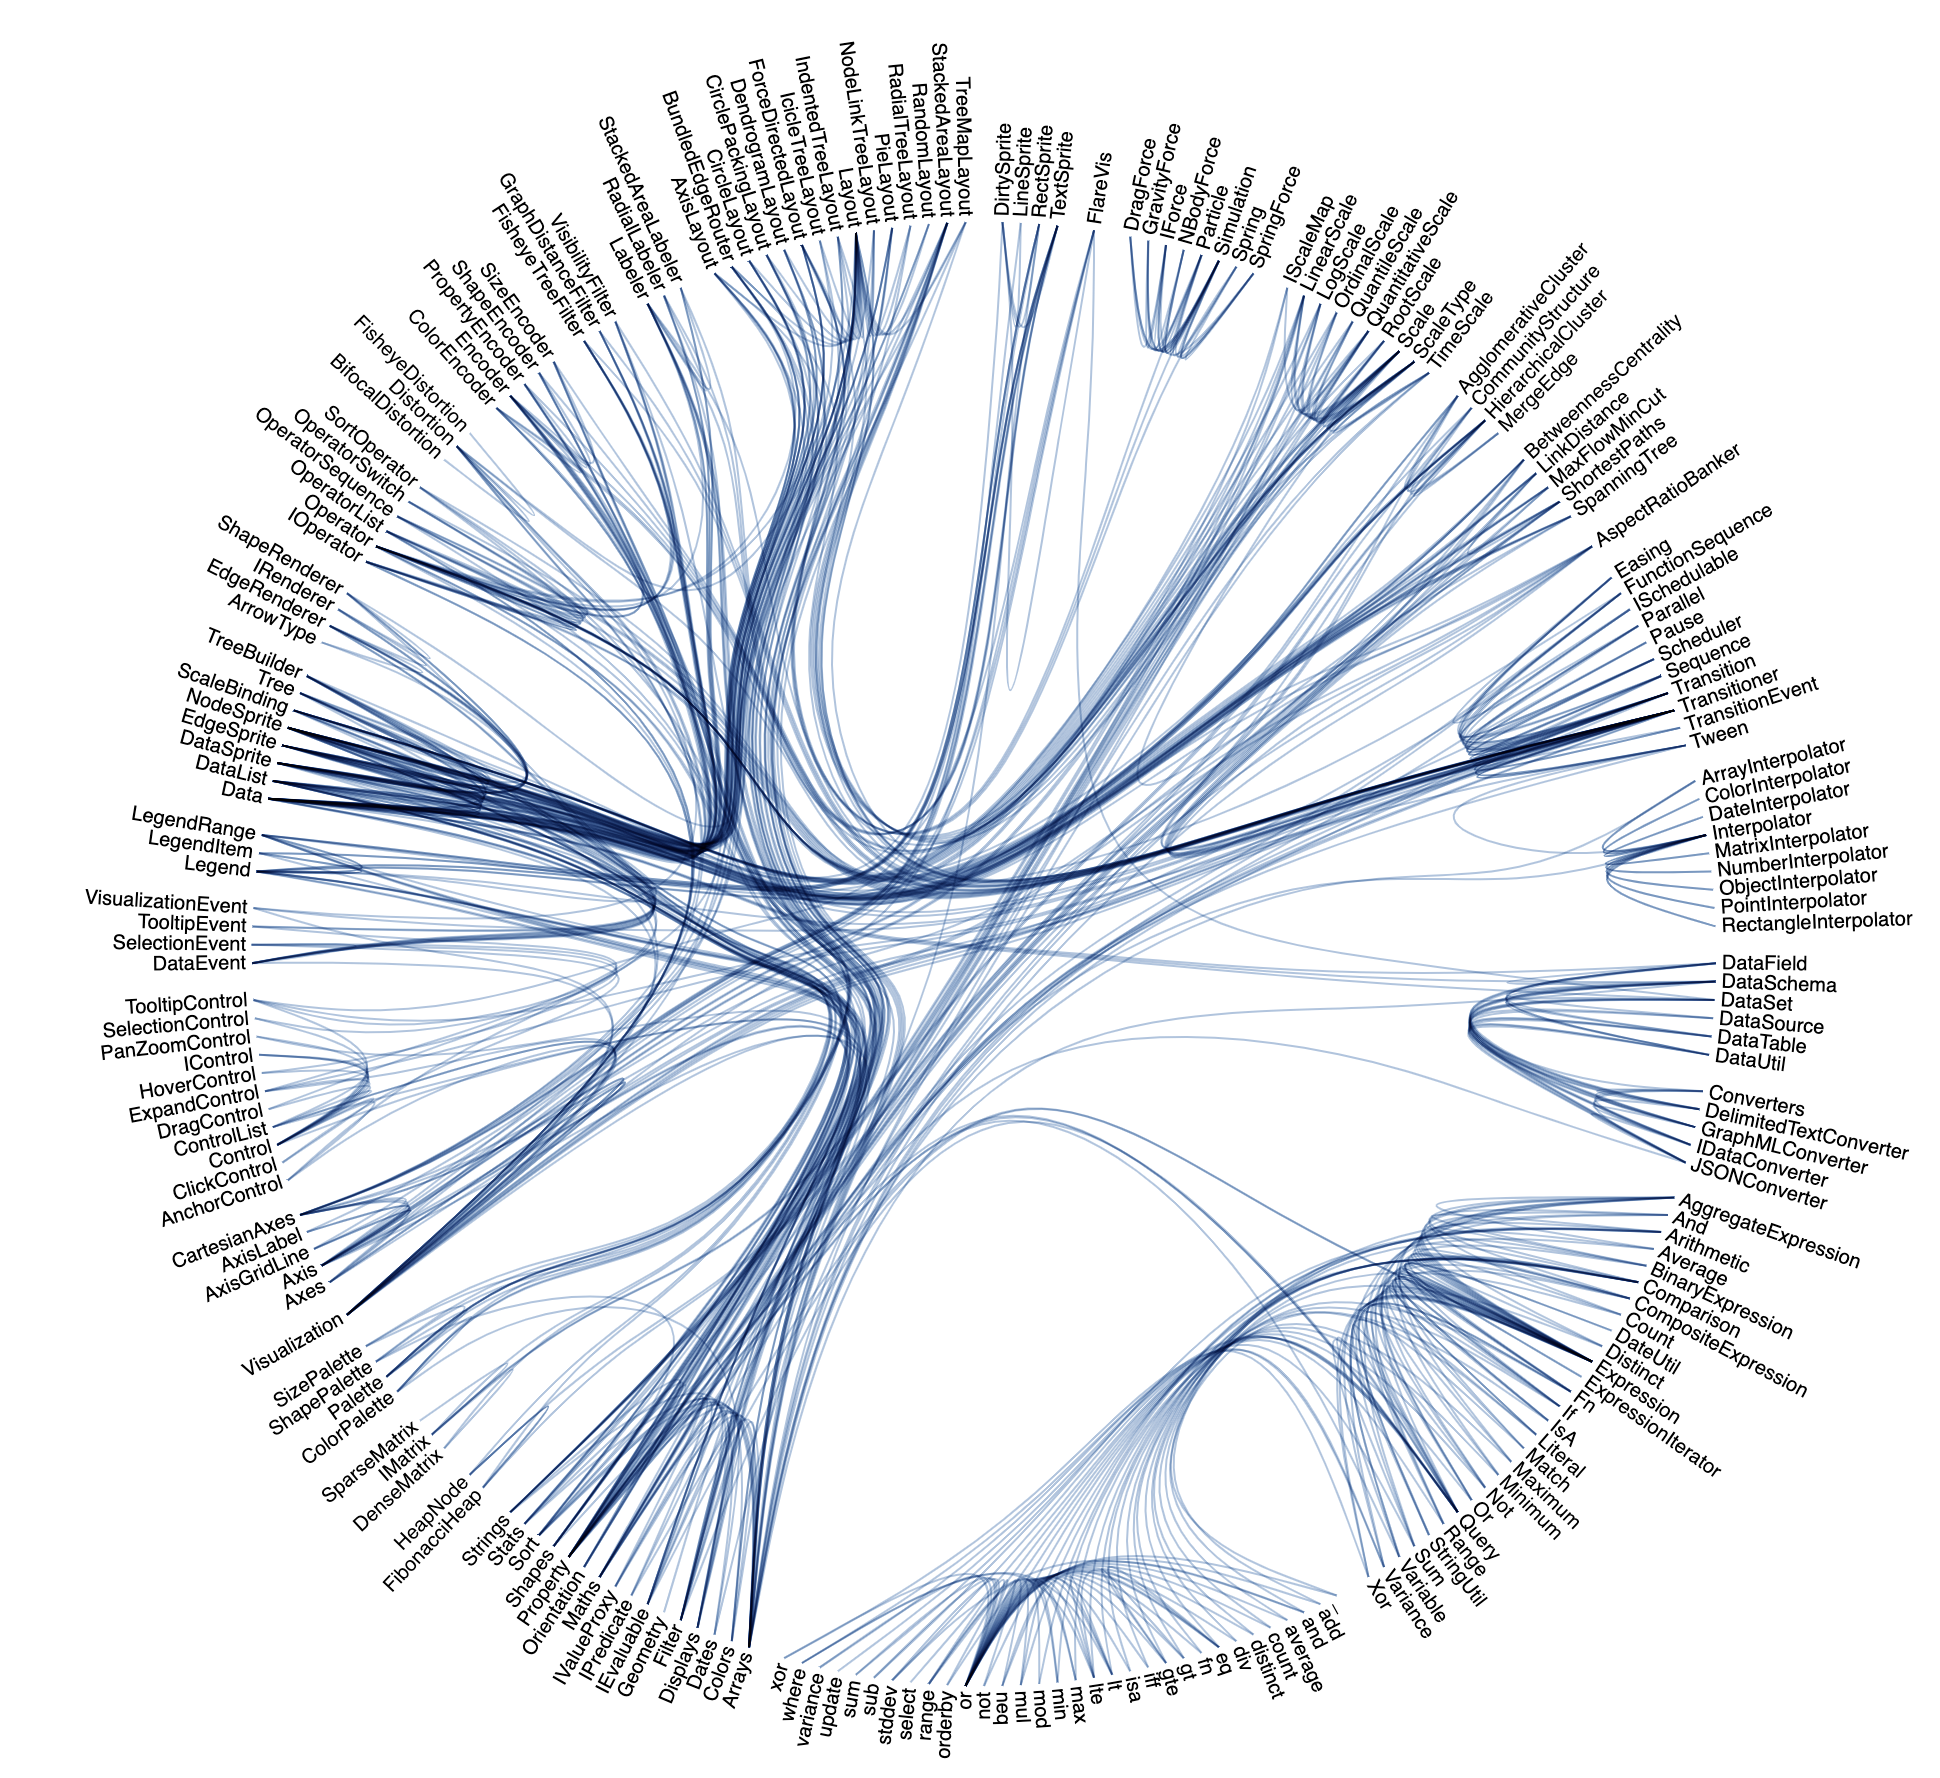 TreeMapLayout
StackedAreaLayout
RandomLayout
RadialTreeLayout
PieLayout
NodeLinkTreeLayout
Layout
IndentedTreeLayout
IcicleTreeLayout
ForceDirectedLayout
DendrogramLayout
CirclePackingLayout
CircleLayout
BundledEdgeRouter
AxisLayout
StackedAreaLabeler
RadialLabeler
Labeler
VisibilityFilter
GraphDistanceFilter
FisheyeTreeFilter
SizeEncoder
ShapeEncoder
PropertyEncoder
Encoder
ColorEncoder
FisheyeDistortion
Distortion
BifocalDistortion
SortOperator
OperatorSwitch
OperatorSequence
OperatorList
Operator
IOperator
ShapeRenderer
IRenderer
EdgeRenderer
ArrowType
TreeBuilder
Tree
ScaleBinding
NodeSprite
EdgeSprite
DataSprite
DataList
Data
LegendRange
LegendItem
Legend
VisualizationEvent
TooltipEvent
SelectionEvent
DataEvent
TooltipControl
SelectionControl
PanZoomControl
IControl
HoverControl
ExpandControl
DragControl
ControlList
Control
ClickControl
AnchorControl
CartesianAxes
AxisLabel
AxisGridLine
Axis
Axes
Visualization
SizePalette
ShapePalette
Palette
ColorPalette
SparseMatrix
IMatrix
DenseMatrix
HeapNode
FibonacciHeap
Strings
Stats
Sort
Shapes
Property
Orientation
Maths
IValueProxy
IPredicate
IEvaluable
Geometry
Filter
Displays
Dates
Colors
Arrays
xor
where
variance
update
sum
sub
stddev
select
range
orderby
or
not
neq
mul
mod
min
max
lte
lt
isa
iff
gte
gt
fn
eq
div
distinct
count
average
and
add
_
Xor
Variance
Variable
Sum
StringUtil
Range
Query
Or
Not
Minimum
Maximum
Match
Literal
IsA
If
Fn
ExpressionIterator
Expression
Distinct
DateUtil
Count
CompositeExpression
Comparison
BinaryExpression
Average
Arithmetic
And
AggregateExpression
JSONConverter
IDataConverter
GraphMLConverter
DelimitedTextConverter
Converters
DataUtil
DataTable
DataSource
DataSet
DataSchema
DataField
RectangleInterpolator
PointInterpolator
ObjectInterpolator
NumberInterpolator
MatrixInterpolator
Interpolator
DateInterpolator
ColorInterpolator
ArrayInterpolator
Tween
TransitionEvent
Transitioner
Transition
Sequence
Scheduler
Pause
Parallel
ISchedulable
FunctionSequence
Easing
AspectRatioBanker
SpanningTree
ShortestPaths
MaxFlowMinCut
LinkDistance
BetweennessCentrality
MergeEdge
HierarchicalCluster
CommunityStructure
AgglomerativeCluster
TimeScale
ScaleType
Scale
RootScale
QuantitativeScale
QuantileScale
OrdinalScale
LogScale
LinearScale
IScaleMap
SpringForce
Spring
Simulation
Particle
NBodyForce
IForce
GravityForce
DragForce
FlareVis
TextSprite
RectSprite
LineSprite
DirtySprite